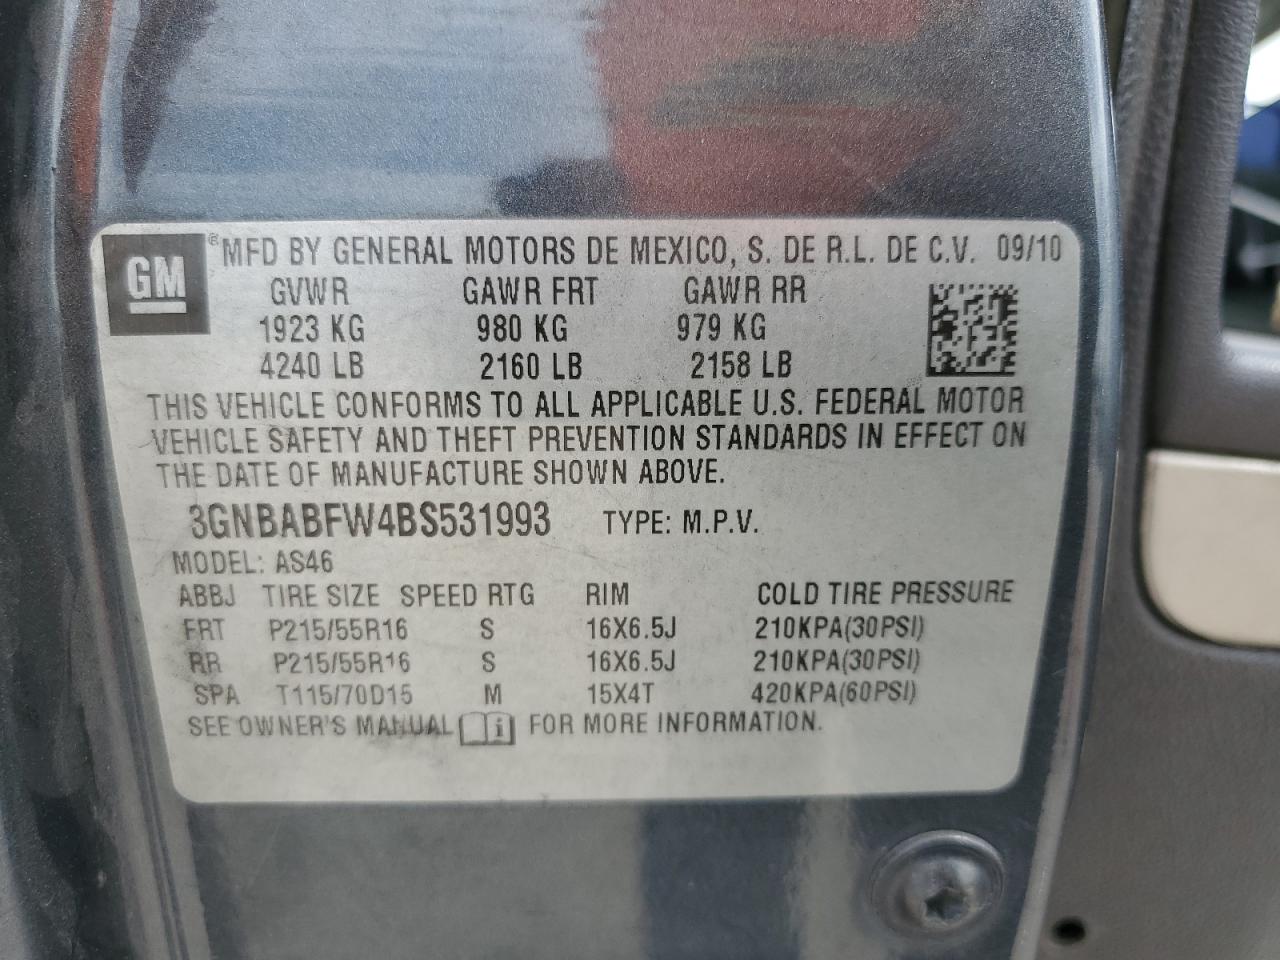 GM® MFD BY GENERAL MOTORS DE MEXICO, S. DE R.L. DE C.V. 09/10
GVWR GAWR FRT GAWR RR
1923 KG 980 KG 979 KG
4240 LB 2160 LB 2158 LB
THIS VEHICLE CONFORMS TO ALL APPLICABLE U.S. FEDERAL MOTOR
VEHICLE SAFETY AND THEFT PREVENTION STANDARDS IN EFFECT ON
THE DATE OF MANUFACTURE SHOWN ABOVE.
3GNBABFW4BS531993 TYPE: M.P.V.
MODEL: AS46
ABBJ TIRE SIZE SPEED RTG RIM COLD TIRE PRESSURE
FRT P215/55R16 S 16X6.5J 210KPA(30PSI)
RR P215/55R16 S 16X6.5J 210KPA(30PSI)
SPA T115/70D15 M 15X4T 420KPA(60PSI)
SEE OWNER'S MANUAL i FOR MORE INFORMATION.